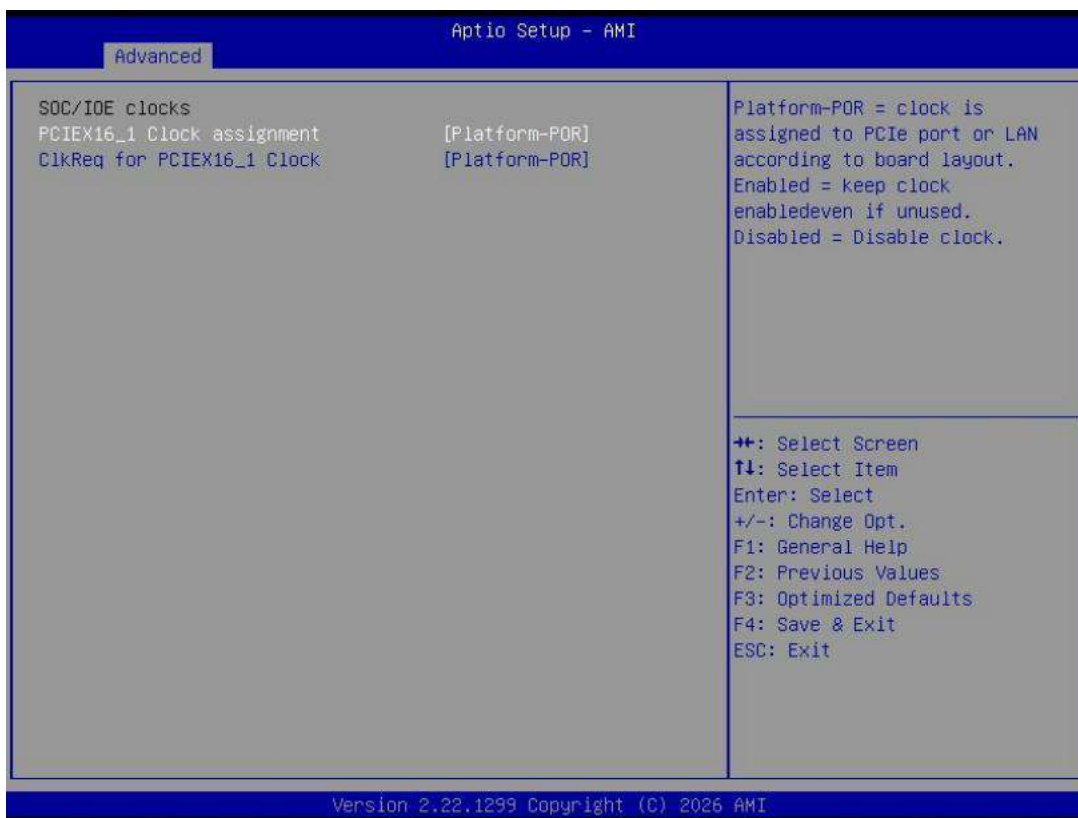 Aptio Setup - AMI
Advanced
SOC/IOE clocks
PCIEX16_1 Clock assignment [Platform-POR]
ClkReq for PCIEX16_1 Clock [Platform-POR]
Platform-POR = clock is
assigned to PCIe port or LAN
according to board layout.
Enabled = keep clock
enabledeven if unused.
Disabled = Disable clock.
→←: Select Screen
↑↓: Select Item
Enter: Select
+/-: Change Opt.
F1: General Help
F2: Previous Values
F3: Optimized Defaults
F4: Save & Exit
ESC: Exit
Version 2.22.1299 Copyright (C) 2026 AMI